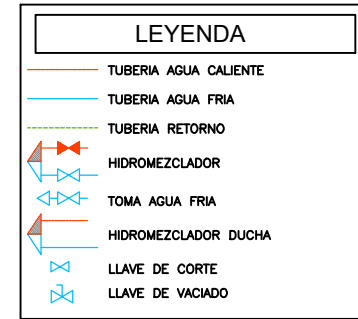 LEYENDA
TUBERIA AGUA CALIENTE
TUBERIA AGUA FRIA
TUBERIA RETORNO
HIDROMEZCLADOR
TOMA AGUA FRIA
HIDROMEZCLADOR DUCHA
LLAVE DE CORTE
LLAVE DE VACIADO